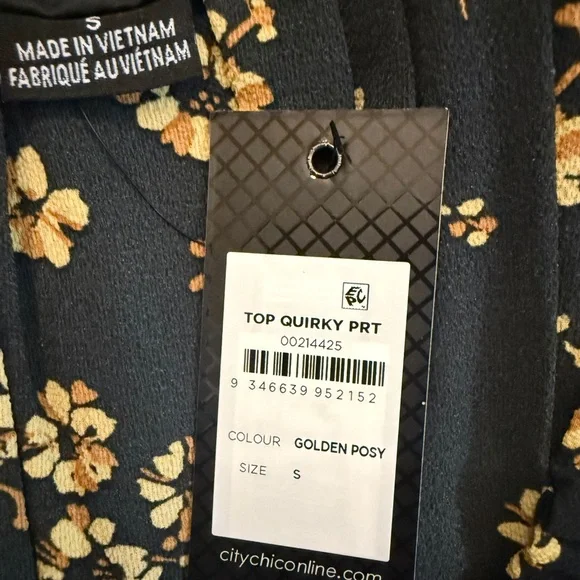 S
MADE IN VIETNAM
FABRIQUÉ AU VIÊTNAM
TOP QUIRKY PRT
00214425
9 346639 952152
COLOUR GOLDEN POSY
SIZE S
citychiconline.com